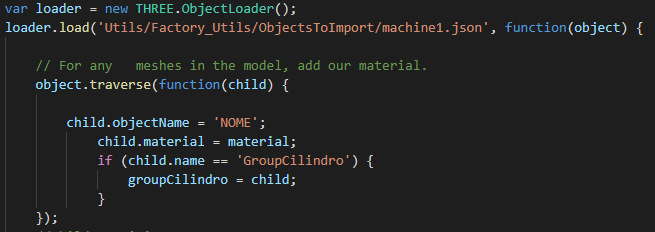 var loader = new THREE.ObjectLoader();
loader.load('Utils/Factory_Utils/ObjectsToImport/machine1.json', function(object) {
// For any   meshes in the model, add our material.
object.traverse(function(child) {
child.objectName = 'NOME';
child.material = material;
if (child.name == 'GroupCilindro') {
groupCilindro = child;
}
});